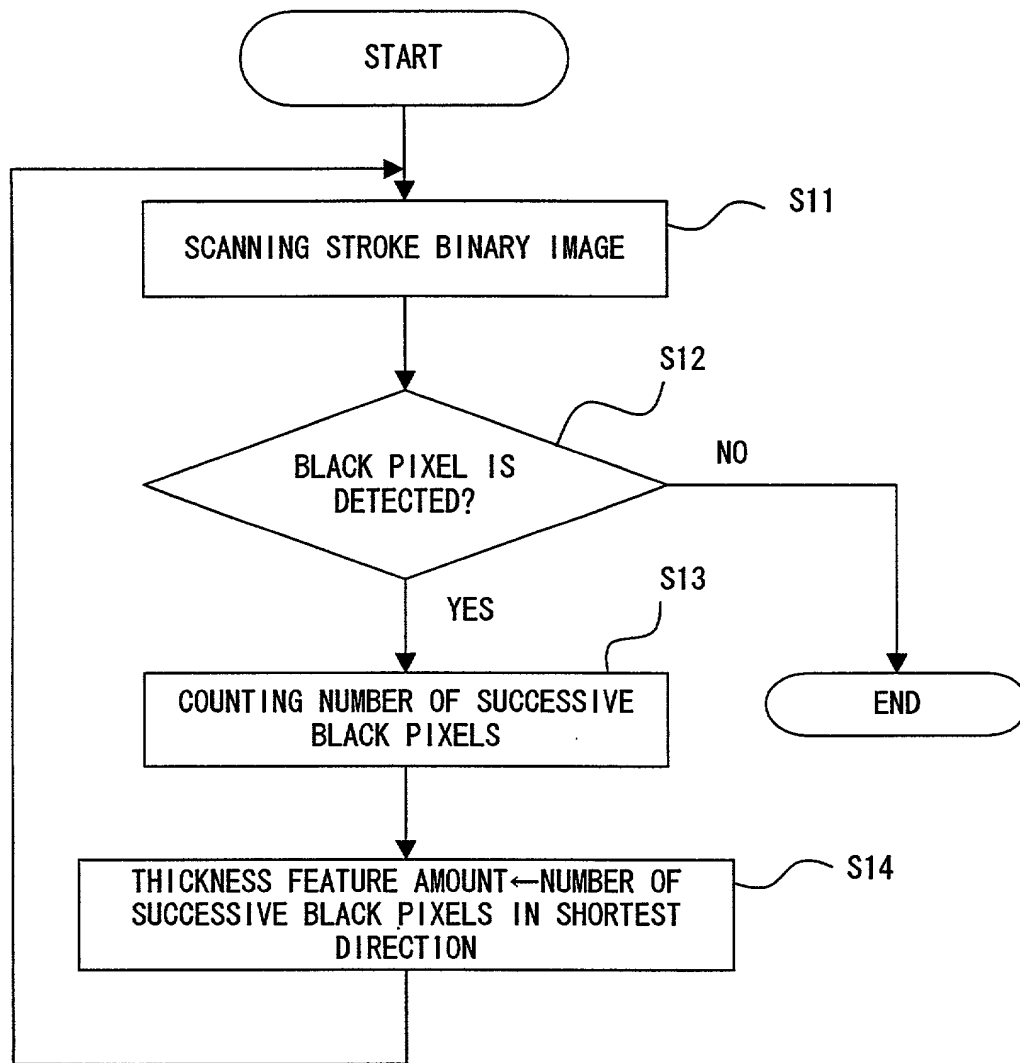 START
S11
SCANNING STROKE BINARY IMAGE
S12
BLACK PIXEL IS
DETECTED?
NO
YES
S13
COUNTING NUMBER OF SUCCESSIVE
BLACK PIXELS
END
S14
THICKNESS FEATURE AMOUNT←NUMBER OF
SUCCESSIVE BLACK PIXELS IN SHORTEST
DIRECTION